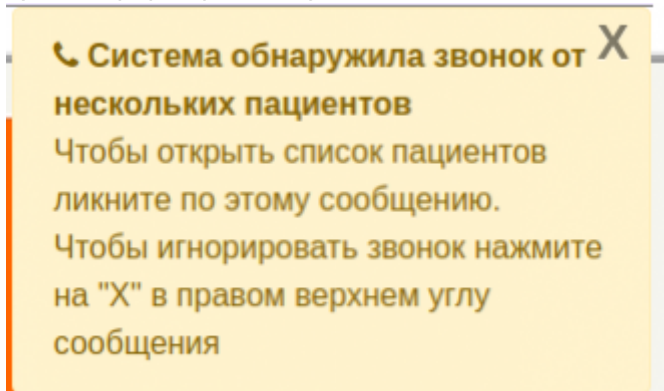 Система обнаружила звонок от X
нескольких пациентов
Чтобы открыть список пациентов
ликните по этому сообщению.
Чтобы игнорировать звонок нажмите
на "X" в правом верхнем углу
сообщения